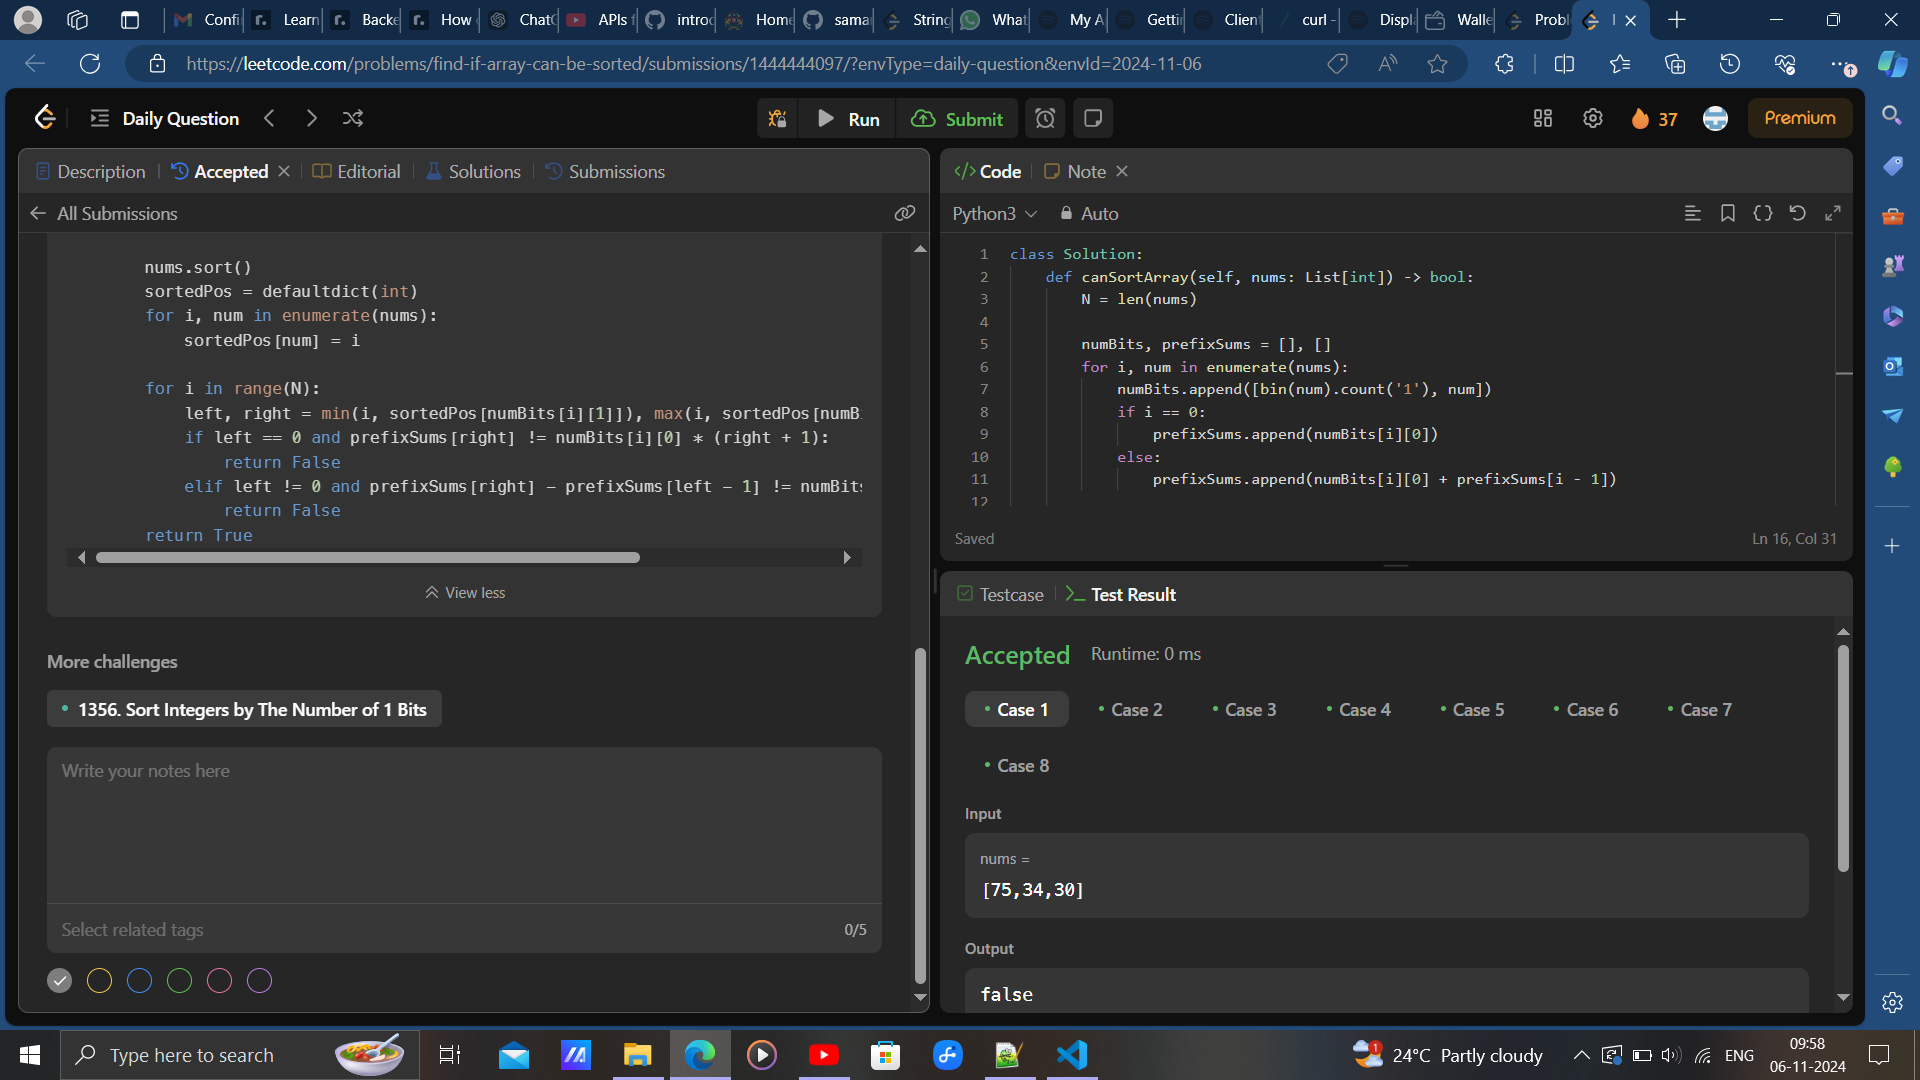 Confi
Learn
Backe
How
ChatG
APIs f
introc
Home
samar
String
What
My A
Gettin
Client
curl -
Displa
Walle
Probl
https://leetcode.com/problems/find-if-array-can-be-sorted/submissions/1444444097/?envType=daily-question&envId=2024-11-06
Daily Question
Run
Submit
37
Premium
Description
Accepted
Editorial
Solutions
Submissions
All Submissions
nums.sort()
sortedPos = defaultdict(int)
for i, num in enumerate(nums):
sortedPos[num] = i
for i in range(N):
left, right = min(i, sortedPos[numBits[i][1]]), max(i, sortedPos[numB
if left == 0 and prefixSums[right] != numBits[i][0] * (right + 1):
return False
elif left != 0 and prefixSums[right] - prefixSums[left - 1] != numBits
return False
return True
View less
More challenges
1356. Sort Integers by The Number of 1 Bits
Write your notes here
Select related tags
0/5
Code
Note
Python3
Auto
1 class Solution:
2 def canSortArray(self, nums: List[int]) -> bool:
3 N = len(nums)
4
5 numBits, prefixSums = [], []
6 for i, num in enumerate(nums):
7 numBits.append([bin(num).count('1'), num])
8 if i == 0:
9 prefixSums.append(numBits[i][0])
10 else:
11 prefixSums.append(numBits[i][0] + prefixSums[i - 1])
12
Saved
Ln 16, Col 31
Testcase
Test Result
Accepted
Runtime: 0 ms
Case 1
Case 2
Case 3
Case 4
Case 5
Case 6
Case 7
Case 8
Input
nums =
[75,34,30]
Output
false
Type here to search
24°C Partly cloudy
ENG
09:58
06-11-2024